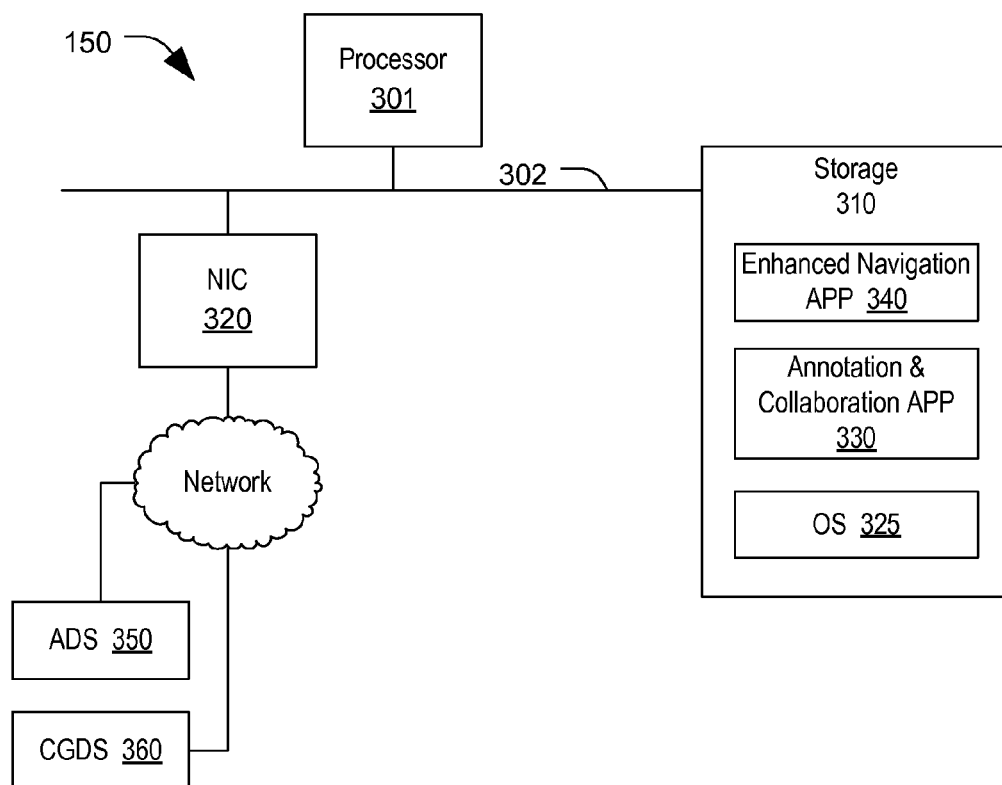 150
Processor
301
302
Storage
310
Enhanced Navigation
APP 340
Annotation &
Collaboration APP
330
OS 325
NIC
320
Network
ADS 350
CGDS 360